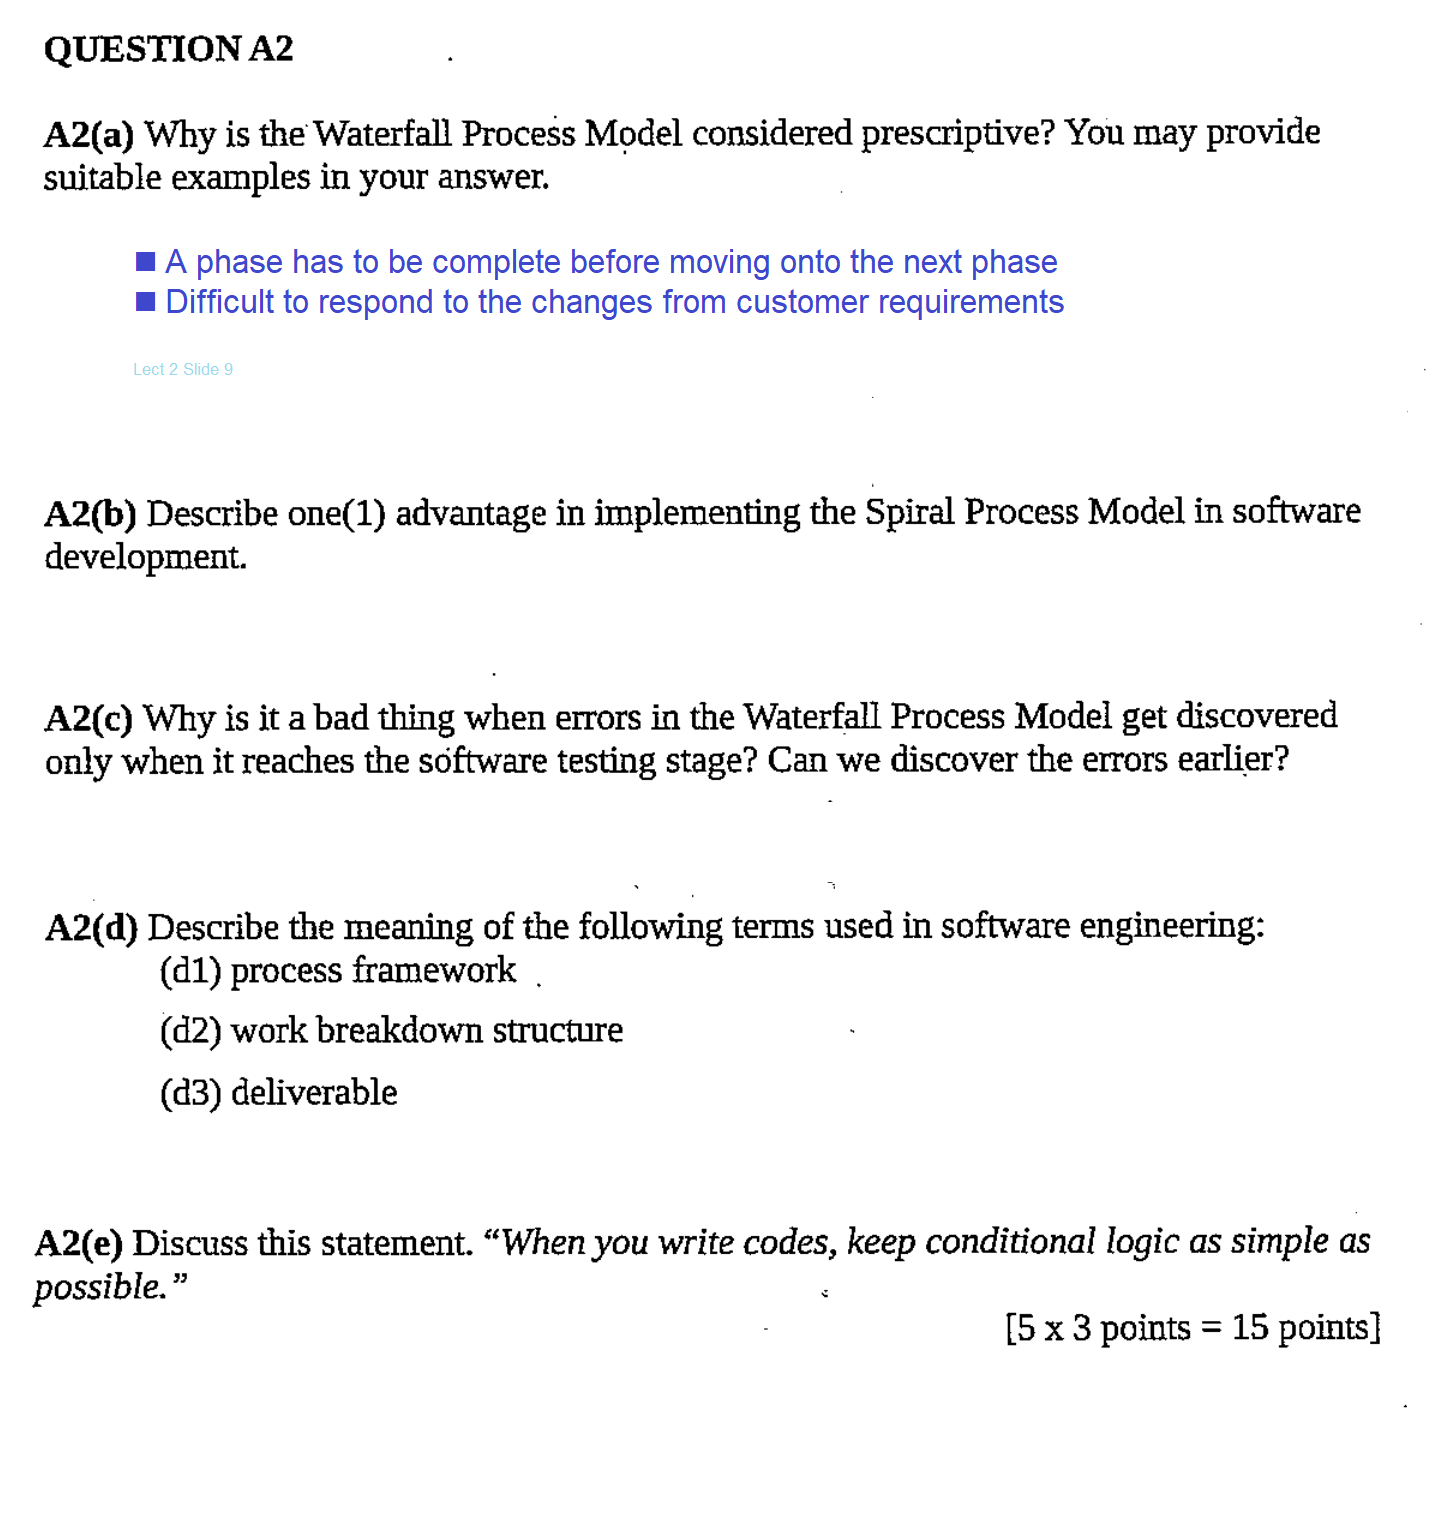 QUESTION A2
A2(a) Why is the Waterfall Process Model considered prescriptive? You may provide
suitable examples in your answer.
■ A phase has to be complete before moving onto the next phase
■ Difficult to respond to the changes from customer requirements
Lect 2 Slide 9
A2(b) Describe one(1) advantage in implementing the Spiral Process Model in software
development.
A2(c) Why is it a bad thing when errors in the Waterfall Process Model get discovered
only when it reaches the software testing stage? Can we discover the errors earlier?
A2(d) Describe the meaning of the following terms used in software engineering:
(d1) process framework
(d2) work breakdown structure
(d3) deliverable
A2(e) Discuss this statement. “When you write codes, keep conditional logic as simple as
possible.”
[5 x 3 points = 15 points]